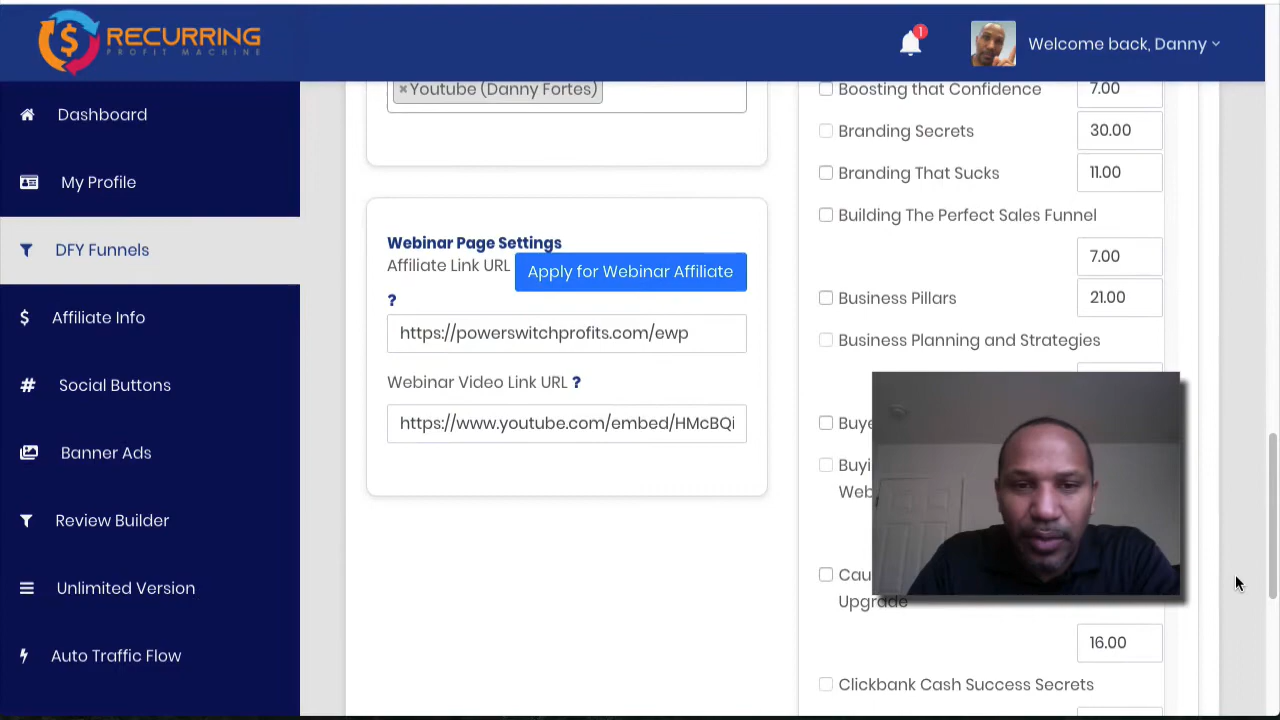 RECURRING
PROFIT MACHINE
1
Welcome back, Danny
Dashboard
My Profile
DFY Funnels
Affiliate Info
Social Buttons
Banner Ads
Review Builder
Unlimited Version
Auto Traffic Flow
×Youtube (Danny Fortes)
Webinar Page Settings
Affiliate Link URL
Apply for Webinar Affiliate
?
https://powerswitchprofits.com/ewp
Webinar Video Link URL ?
https://www.youtube.com/embed/HMcBQi
Boosting that Confidence 7.00
Branding Secrets 30.00
Branding That Sucks 11.00
Building The Perfect Sales Funnel
7.00
Business Pillars 21.00
Business Planning and Strategies
Buye
Buyi
Web
Cau
Upgrade
16.00
Clickbank Cash Success Secrets